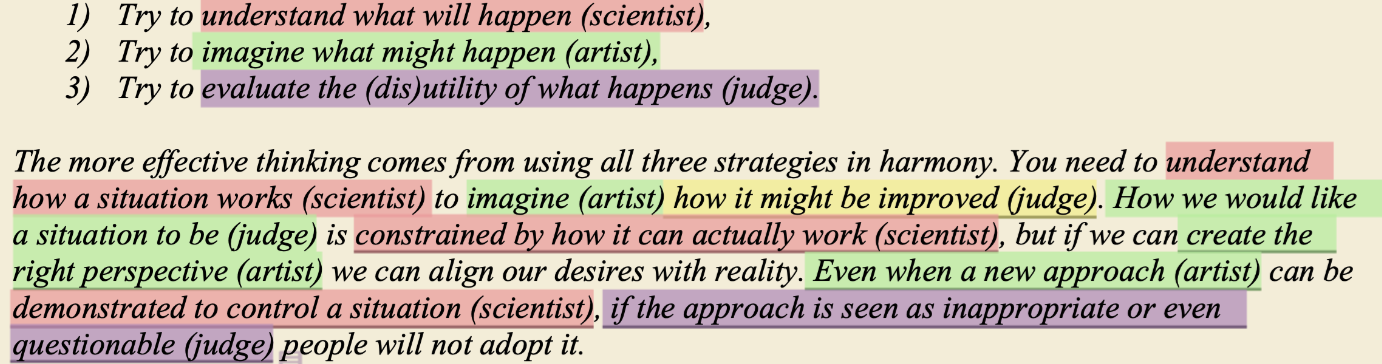 1) Try to understand what will happen (scientist),
2) Try to imagine what might happen (artist),
3) Try to evaluate the (dis)utility of what happens (judge).
The more effective thinking comes from using all three strategies in harmony. You need to understand
how a situation works (scientist) to imagine (artist) how it might be improved (judge). How we would like
a situation to be (judge) is constrained by how it can actually work (scientist), but if we can create the
right perspective (artist) we can align our desires with reality. Even when a new approach (artist) can be
demonstrated to control a situation (scientist), if the approach is seen as inappropriate or even
questionable (judge) people will not adopt it.